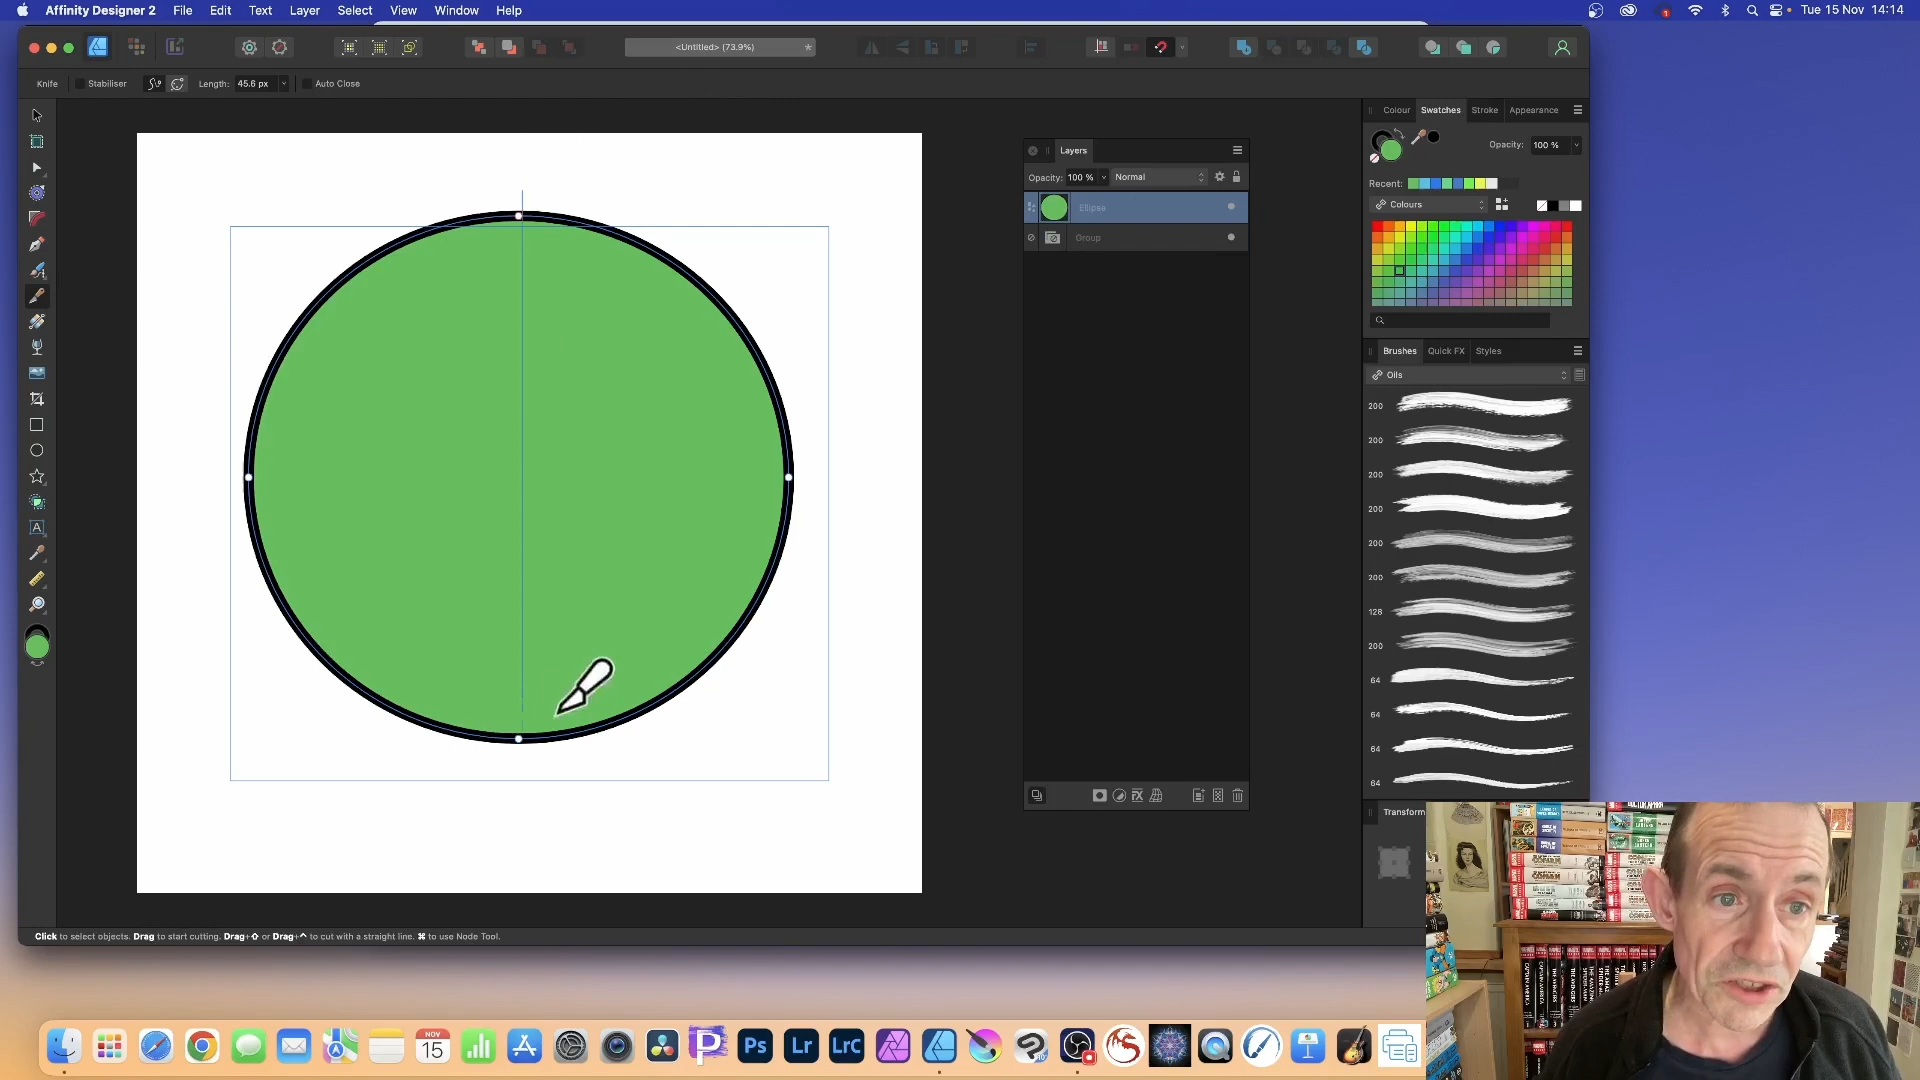 Affinity Designer 2 File Edit Text Layer Select View Window Help
1 Tue 15 Nov 14:14
<Untitled> (73.9%)
Knife Stabiliser Length: 45.6 px Auto Close
Colour Swatches Stroke Appearance
Opacity: 100 %
Recent:
Colours
Layers
Opacity: 100 % Normal
Ellipse
Group
Brushes Quick FX Styles
Oils
200
200
200
200
200
200
128
200
64
64
64
64
Transform
A
Click to select objects. Drag to start cutting. Drag+⇧ or Drag+^ to cut with a straight line. ⌘ to use Node Tool.
NOV
15
Ps Lr LrC